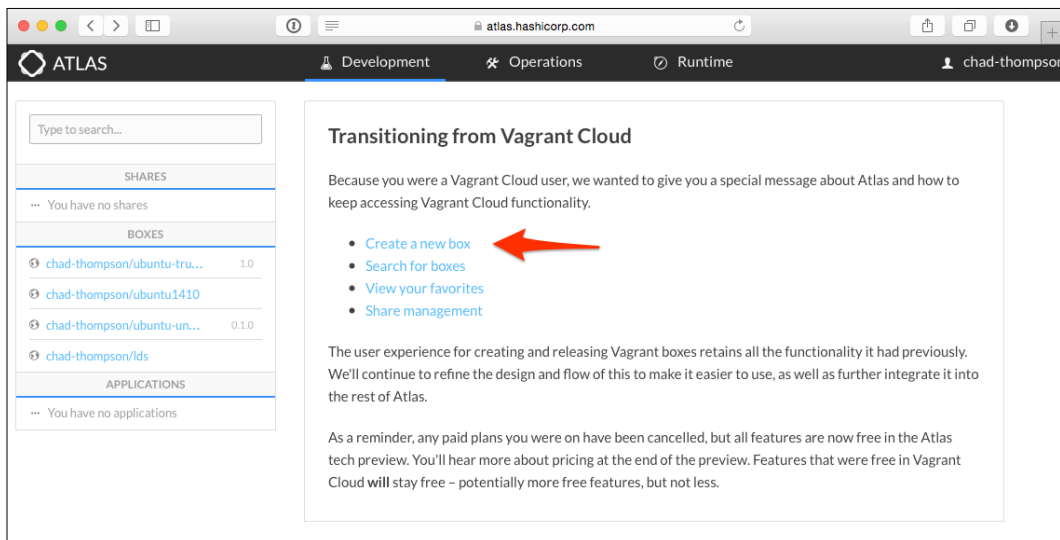 atlas.hashicorp.com
ATLAS
Development
Operations
Runtime
chad-thompson
Type to search...
SHARES
You have no shares
BOXES
chad-thompson/ubuntu-tru... 1.0
chad-thompson/ubuntu1410
chad-thompson/ubuntu-un... 0.1.0
chad-thompson/lds
APPLICATIONS
You have no applications
Transitioning from Vagrant Cloud
Because you were a Vagrant Cloud user, we wanted to give you a special message about Atlas and how to
keep accessing Vagrant Cloud functionality.
• Create a new box
• Search for boxes
• View your favorites
• Share management
The user experience for creating and releasing Vagrant boxes retains all the functionality it had previously.
We'll continue to refine the design and flow of this to make it easier to use, as well as further integrate it into
the rest of Atlas.
As a reminder, any paid plans you were on have been cancelled, but all features are now free in the Atlas
tech preview. You'll hear more about pricing at the end of the preview. Features that were free in Vagrant
Cloud will stay free – potentially more free features, but not less.